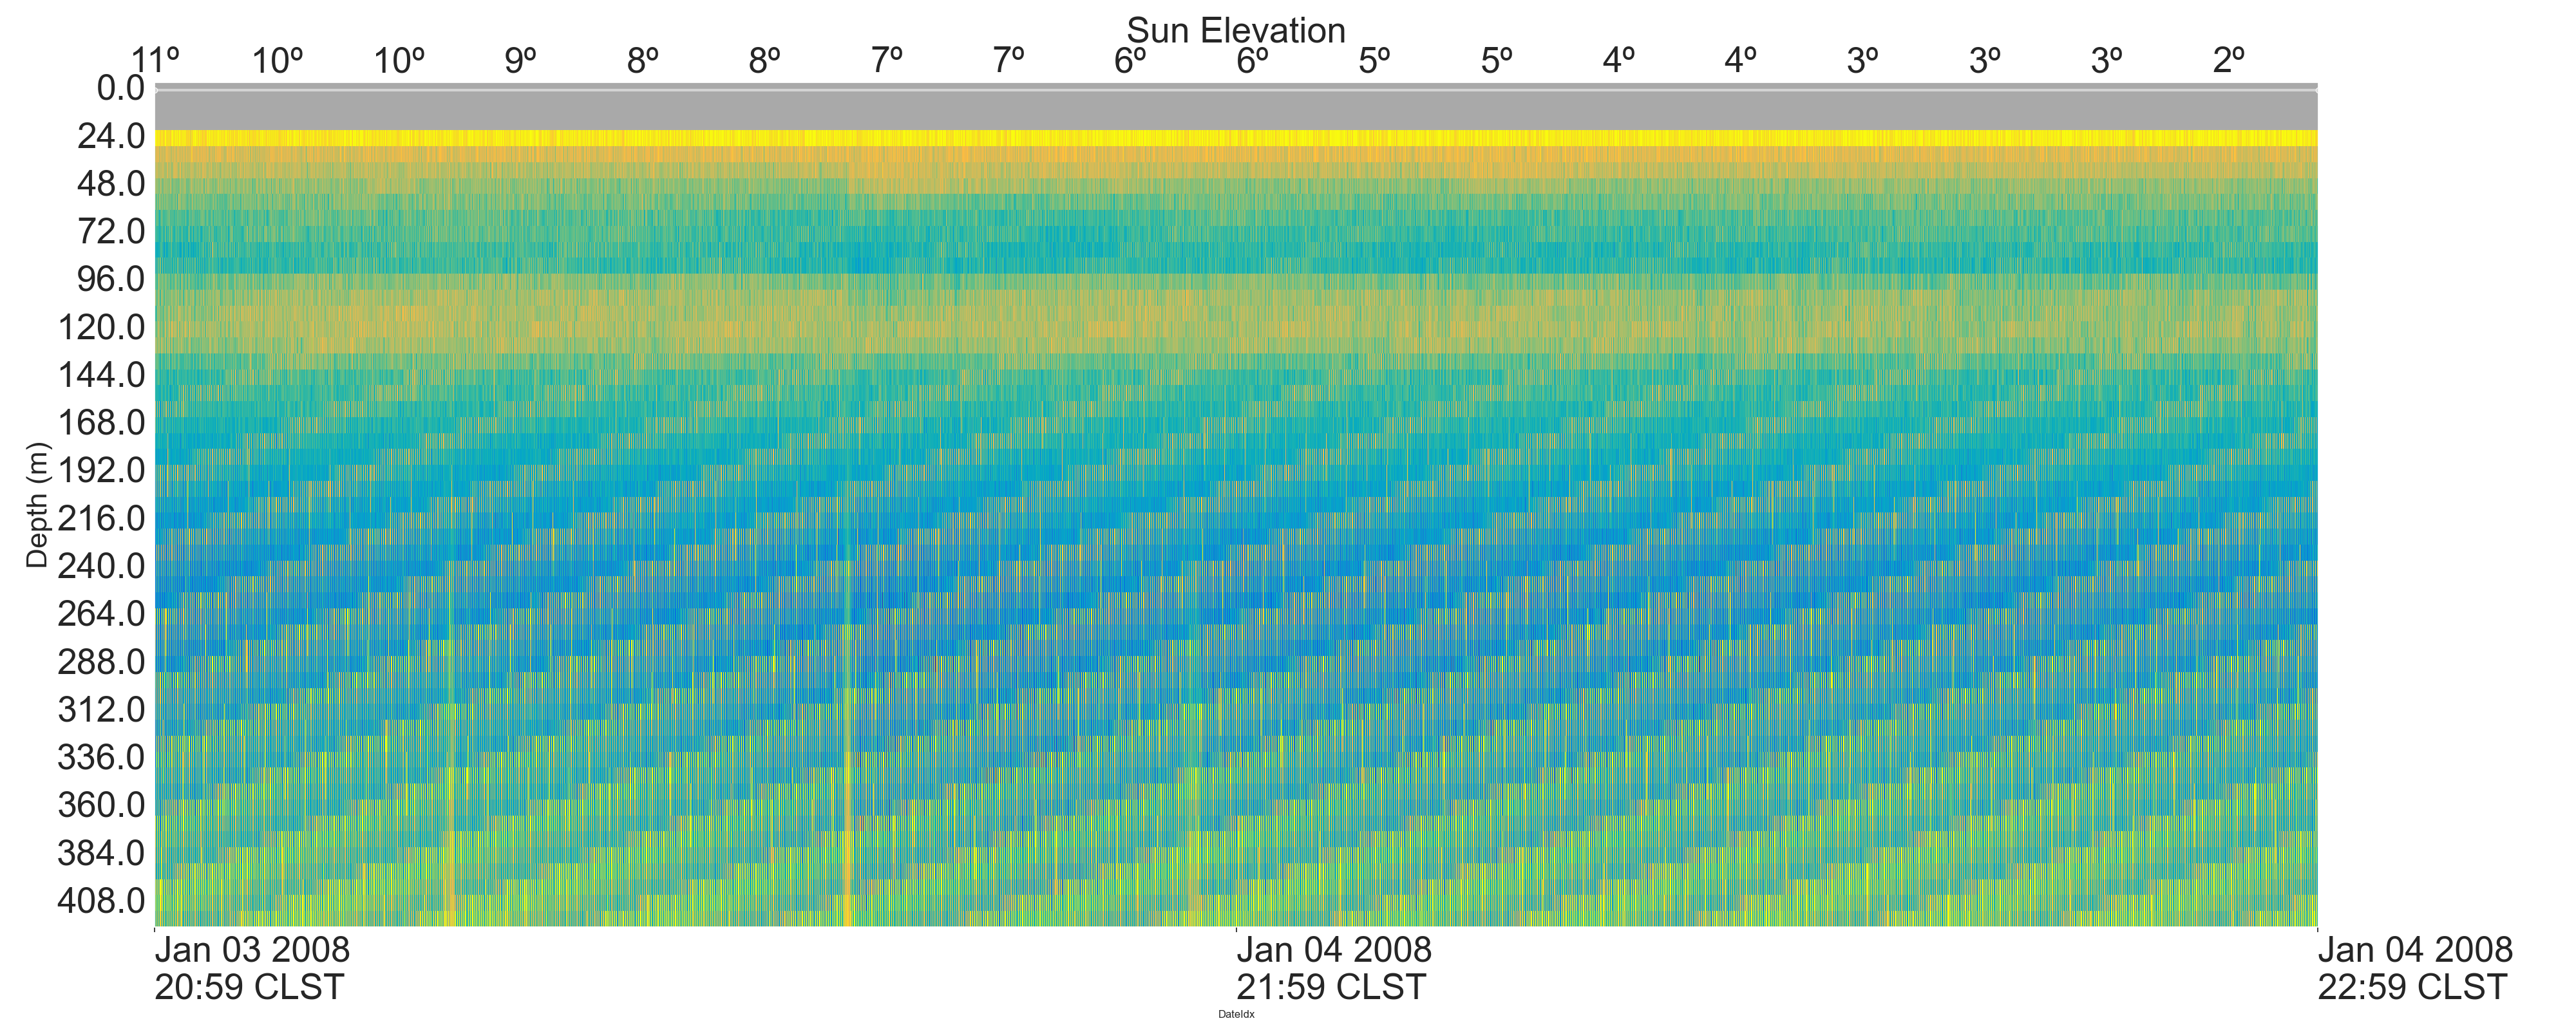 Sun Elevation
11º 10º 10º 9º 8º 8º 7º 7º 6º 6º 5º 5º 4º 4º 3º 3º 3º 2º
0.0
24.0
48.0
72.0
96.0
120.0
144.0
168.0
192.0
216.0
240.0
264.0
288.0
312.0
336.0
360.0
384.0
408.0
Depth (m)
Jan 03 2008
20:59 CLST
Jan 04 2008
21:59 CLST
Jan 04 2008
22:59 CLST
DateIdx